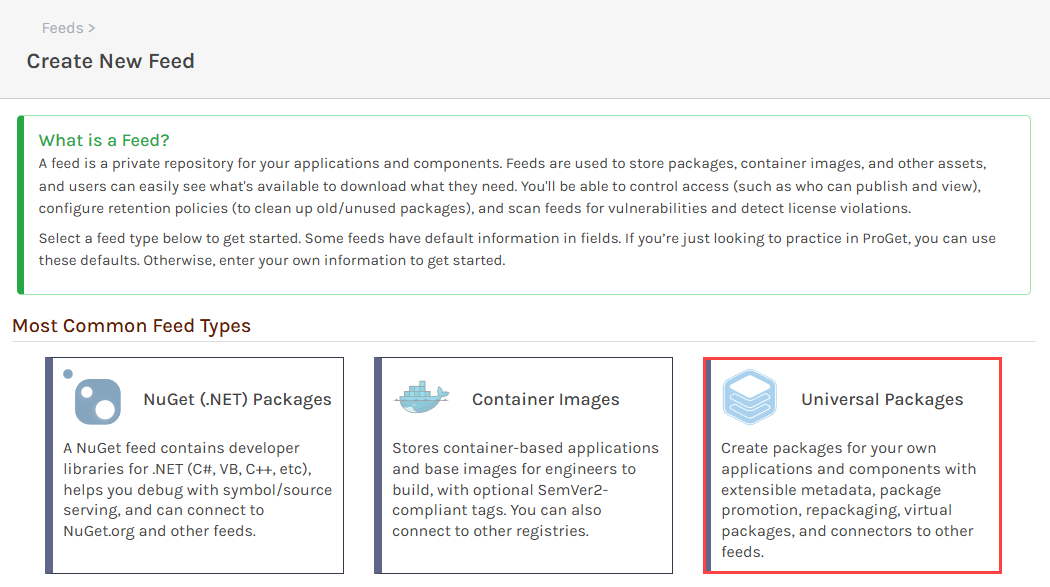 Feeds >
Create New Feed
What is a Feed?
A feed is a private repository for your applications and components. Feeds are used to store packages, container images, and other assets,
and users can easily see what's available to download what they need. You'll be able to control access (such as who can publish and view),
configure retention policies (to clean up old/unused packages), and scan feeds for vulnerabilities and detect license violations.
Select a feed type below to get started. Some feeds have default information in fields. If you’re just looking to practice in ProGet, you can use
these defaults. Otherwise, enter your own information to get started.
Most Common Feed Types
NuGet (.NET) Packages
A NuGet feed contains developer
libraries for .NET (C#, VB, C++, etc),
helps you debug with symbol/source
serving, and can connect to
NuGet.org and other feeds.
Container Images
Stores container-based applications
and base images for engineers to
build, with optional SemVer2-
compliant tags. You can also
connect to other registries.
Universal Packages
Create packages for your own
applications and components with
extensible metadata, package
promotion, repackaging, virtual
packages, and connectors to other
feeds.